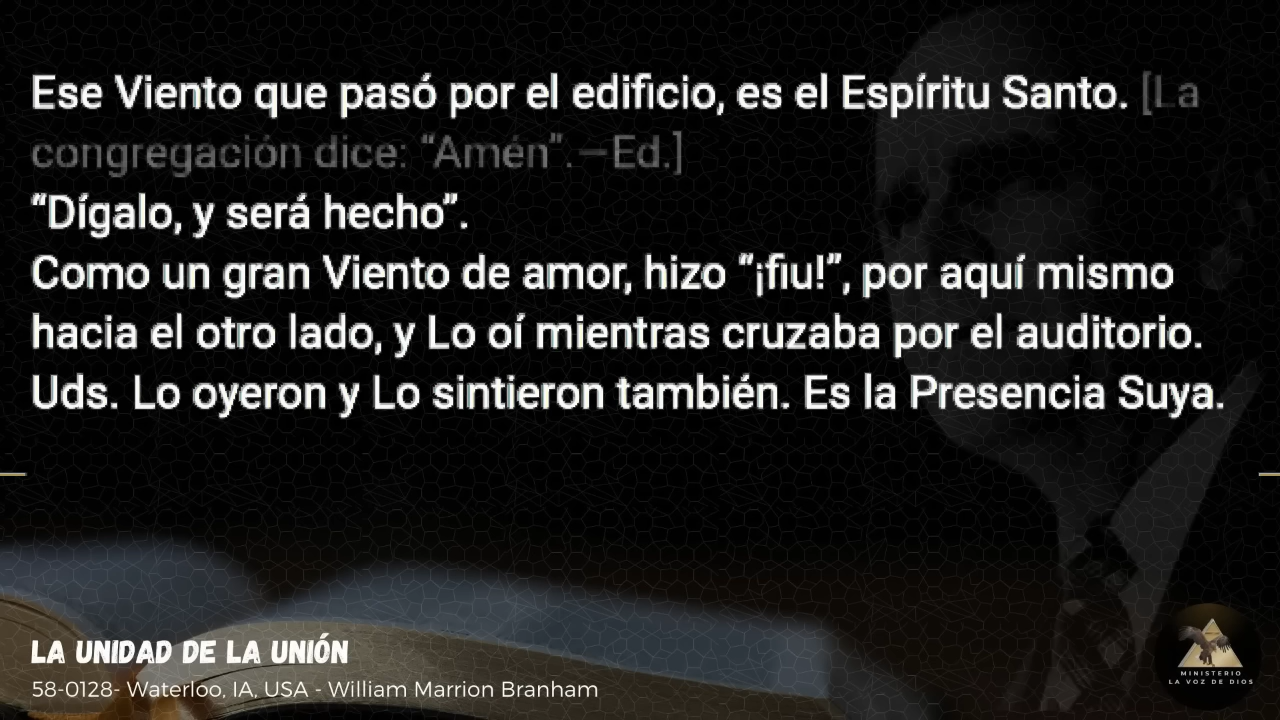 Ese Viento que pasó por el edificio, es el Espíritu Santo. [La
congregación dice: “Amén”.—Ed.]
“Dígalo, y será hecho”.
Como un gran Viento de amor, hizo “¡fiu!”, por aquí mismo
hacia el otro lado, y Lo oí mientras cruzaba por el auditorio.
Uds. Lo oyeron y Lo sintieron también. Es la Presencia Suya.
LA UNIDAD DE LA UNIÓN
58-0128- Waterloo, IA, USA - William Marrion Branham
MINISTERIO
LA VOZ DE DIOS